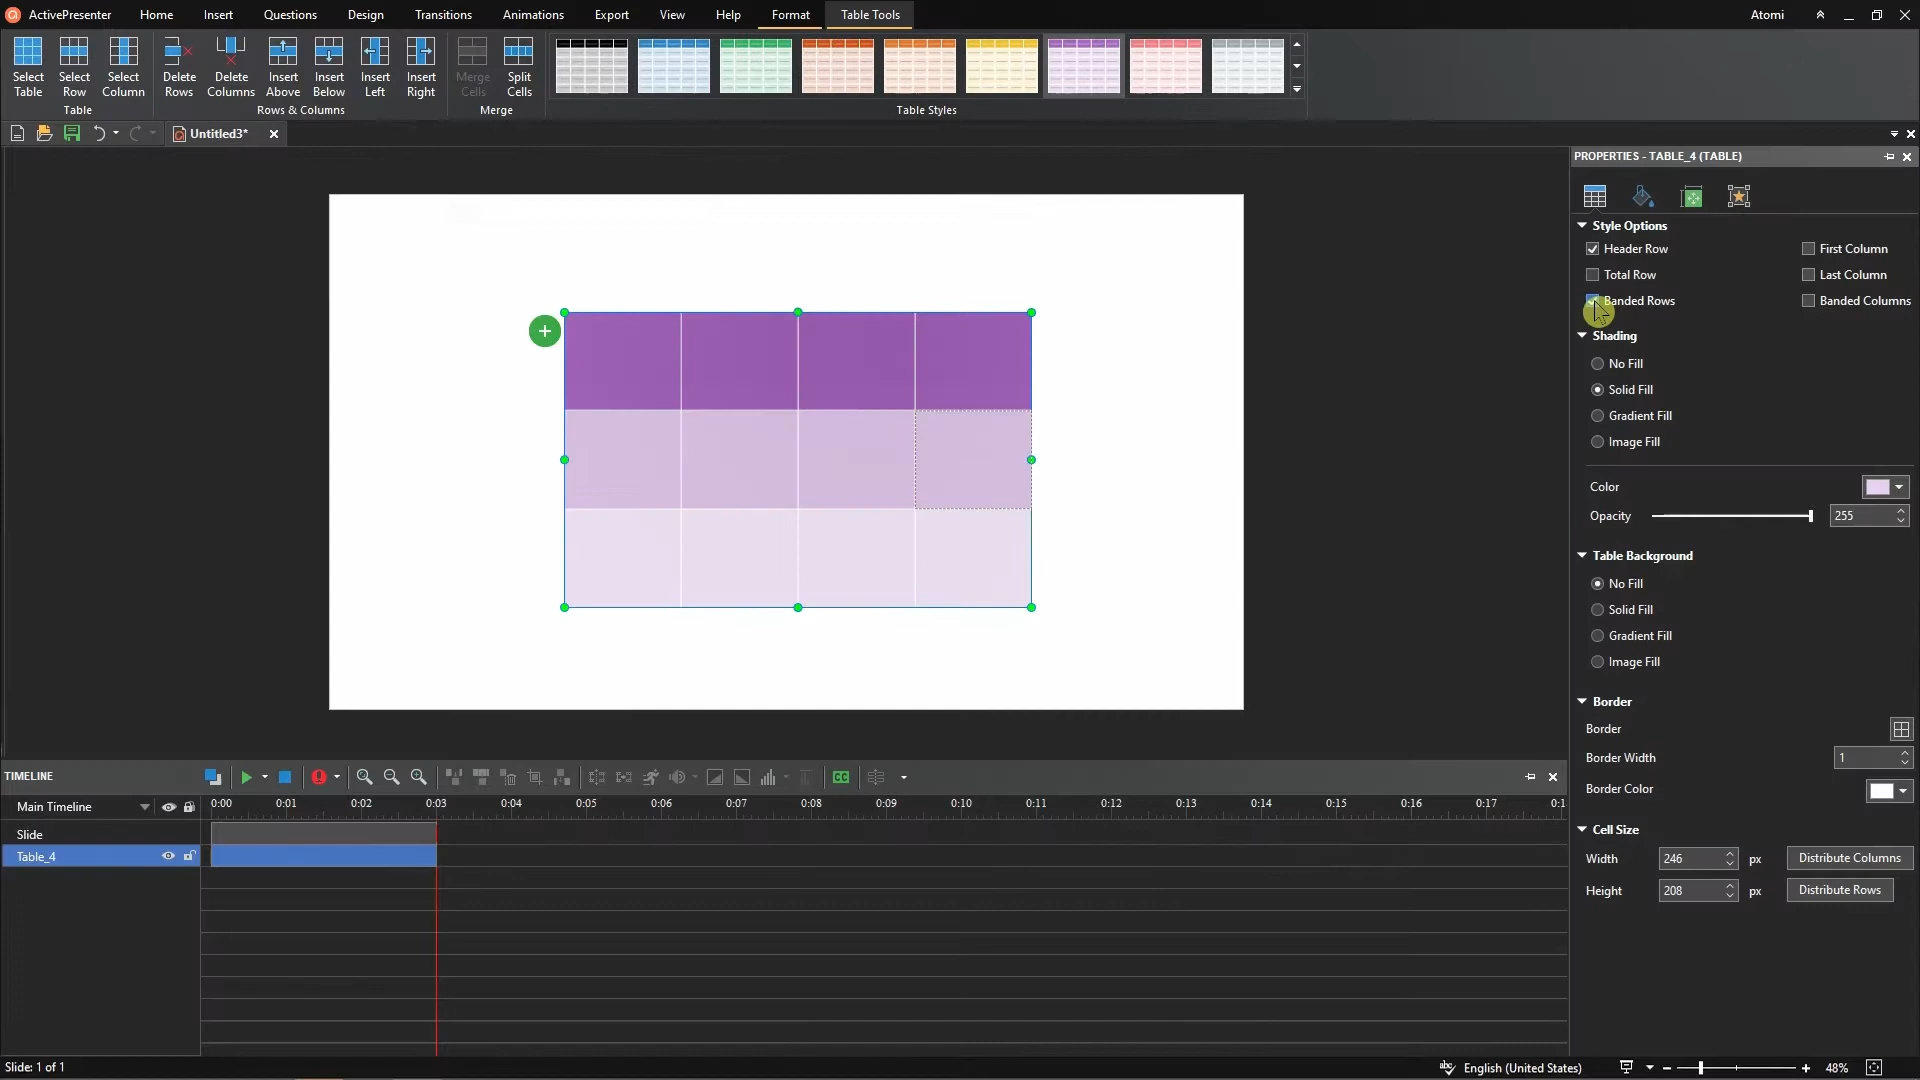 ActivePresenter Home Insert Questions Design Transitions Animations Export View Help Format Table Tools Atomi
Select Table
Select Row
Select Column
Table
Delete Rows
Delete Columns
Insert Above
Insert Below
Insert Left
Insert Right
Rows & Columns
Merge Cells
Split Cells
Merge
Table Styles
Untitled3*
PROPERTIES - TABLE_4 (TABLE)
Style Options
Header Row First Column
Total Row Last Column
Banded Rows Banded Columns
Shading
No Fill
Solid Fill
Gradient Fill
Image Fill
Color
Opacity 255
Table Background
No Fill
Solid Fill
Gradient Fill
Image Fill
Border
Border
Border Width 1
Border Color
Cell Size
Width 246 px Distribute Columns
Height 208 px Distribute Rows
TIMELINE CC
Main Timeline 0:00 0:01 0:02 0:03 0:04 0:05 0:06 0:07 0:08 0:09 0:10 0:11 0:12 0:13 0:14 0:15 0:16 0:17 0:1
Slide
Table_4
Slide: 1 of 1 abc English (United States) 48%